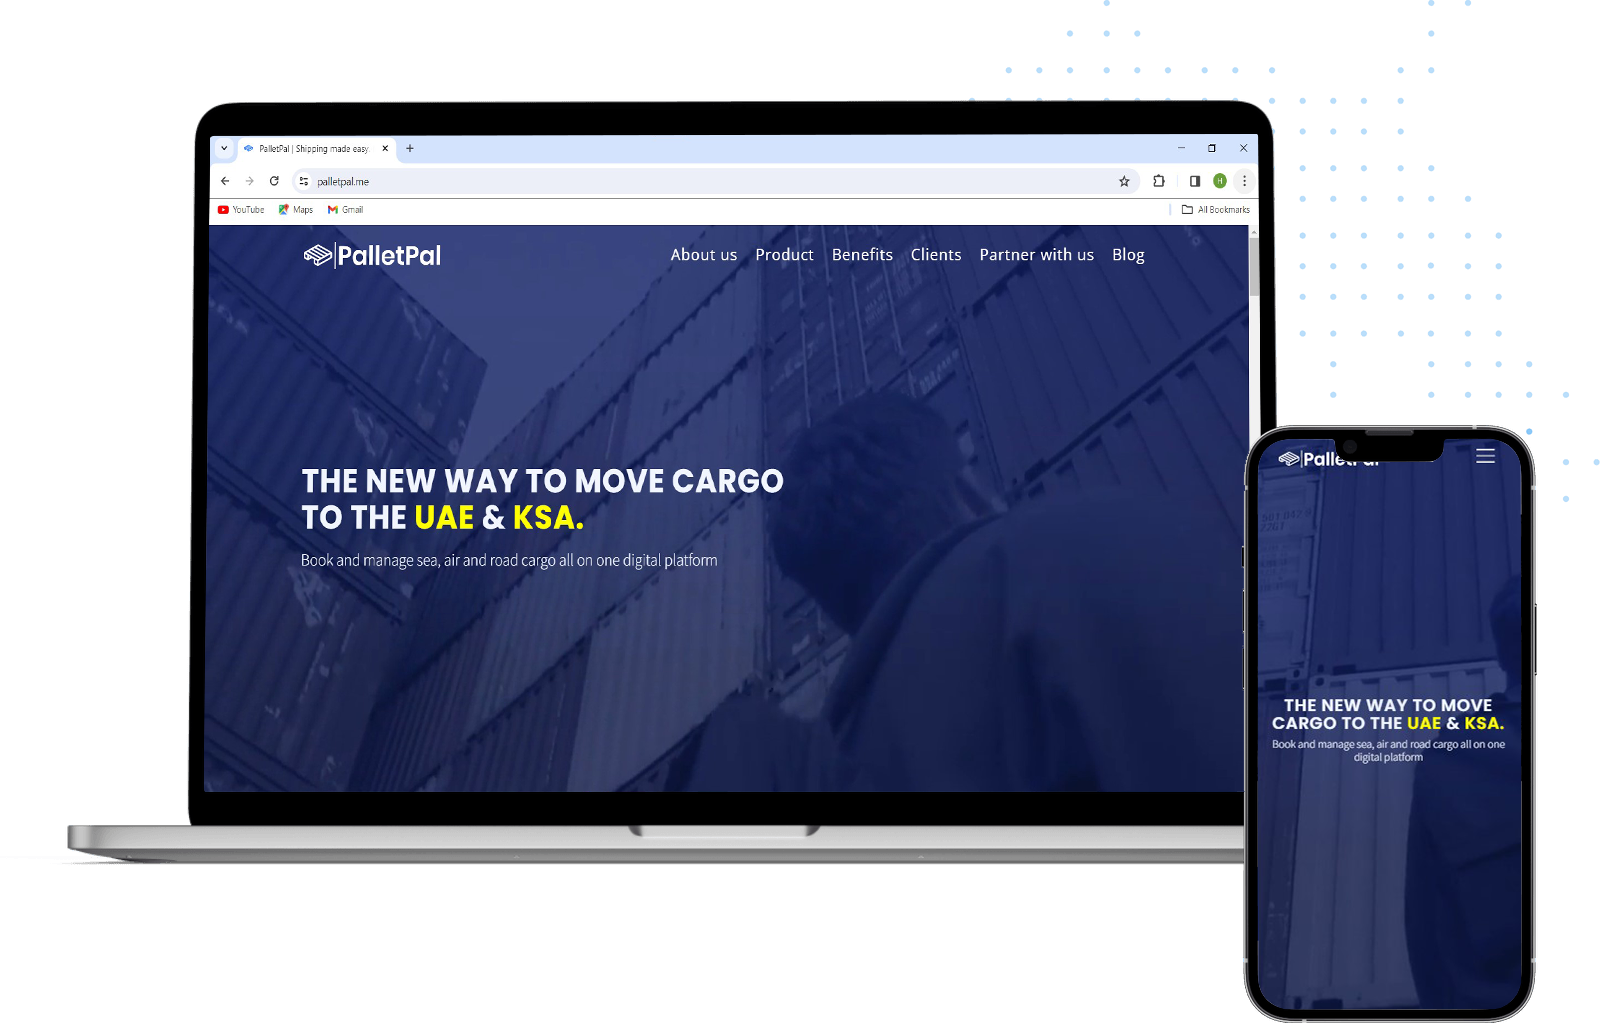 PalletPal | Shipping made easy.
palletpal.me
H
YouTube Maps Gmail All Bookmarks
PalletPal About us Product Benefits Clients Partner with us Blog
THE NEW WAY TO MOVE CARGO
TO THE UAE & KSA.
Book and manage sea, air and road cargo all on one digital platform
PalletPal
THE NEW WAY TO MOVE
CARGO TO THE UAE & KSA.
Book and manage sea, air and road cargo all on one
digital platform